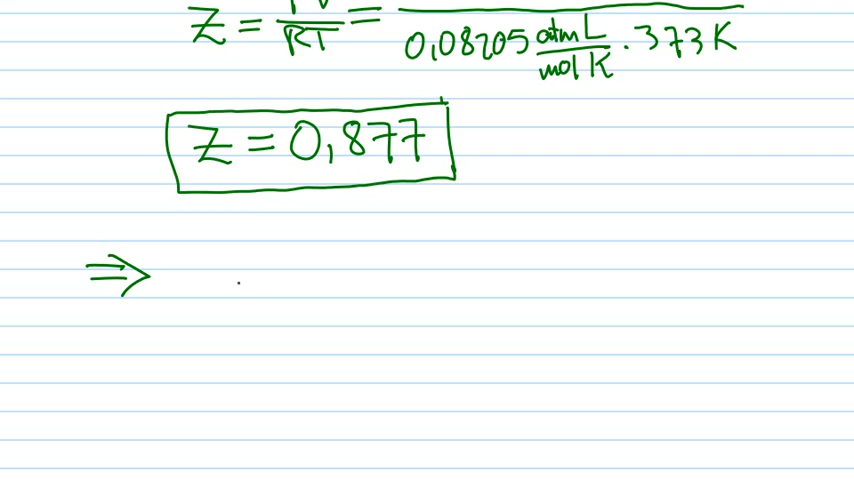 Z = PV/RT = 0,08205 atm L/mol K · 373 K
Z = 0,877
⇒